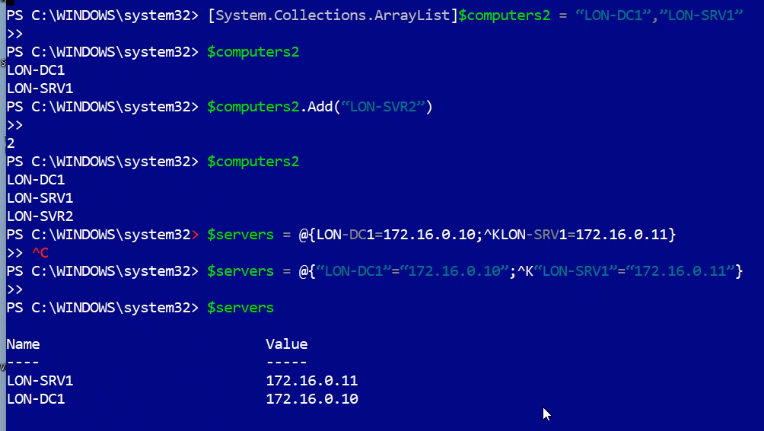 PS C:\WINDOWS\system32> [System.Collections.ArrayList]$computers2 = “LON-DC1”,”LON-SRV1”
>>
PS C:\WINDOWS\system32> $computers2
LON-DC1
LON-SRV1
PS C:\WINDOWS\system32> $computers2.Add(“LON-SVR2”)
>>
2
PS C:\WINDOWS\system32> $computers2
LON-DC1
LON-SRV1
LON-SVR2
PS C:\WINDOWS\system32> $servers = @{LON-DC1=172.16.0.10;^KLON-SRV1=172.16.0.11}
>> ^C
PS C:\WINDOWS\system32> $servers = @{“LON-DC1”=“172.16.0.10”;^K“LON-SRV1”=“172.16.0.11”}
>>
PS C:\WINDOWS\system32> $servers
Name Value
---- -----
LON-SRV1 172.16.0.11
LON-DC1 172.16.0.10